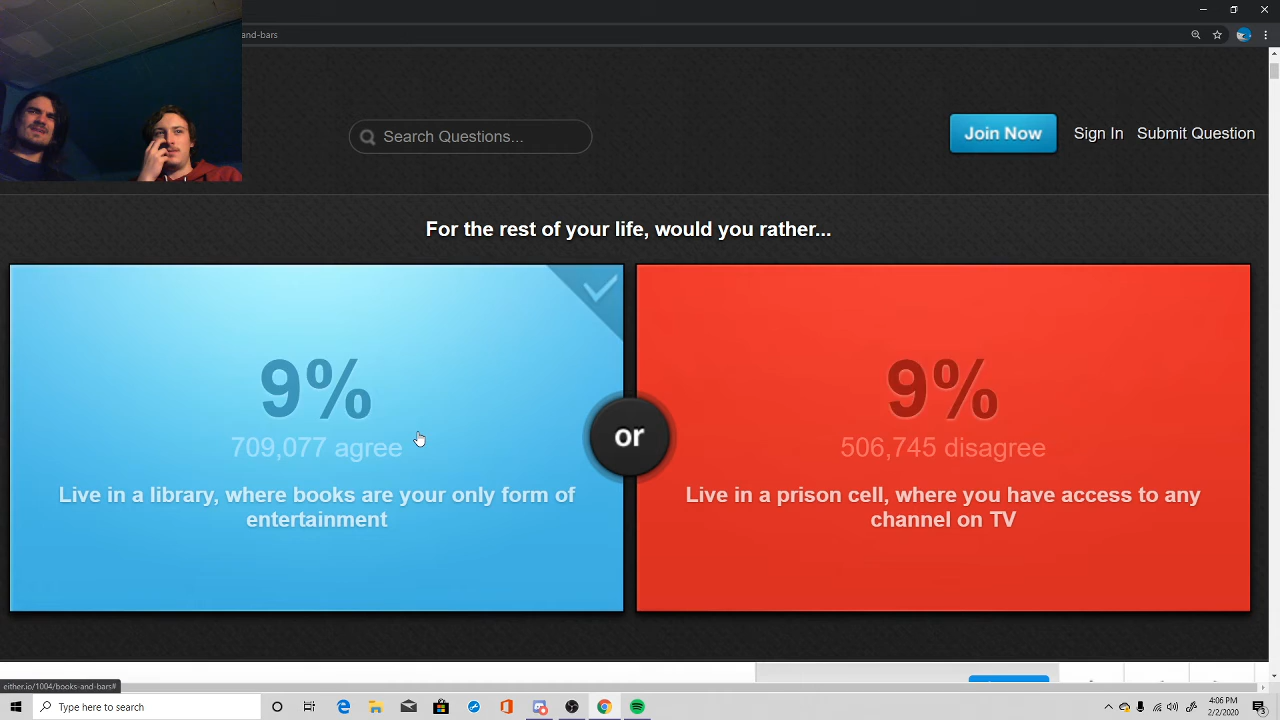 and-bars
Search Questions...
Join Now
Sign In
Submit Question
For the rest of your life, would you rather...
9%
709,077 agree
Live in a library, where books are your only form of
entertainment
or
9%
506,745 disagree
Live in a prison cell, where you have access to any
channel on TV
either.io/1004/books-and-bars#
Type here to search
4:06 PM
2/2/2020